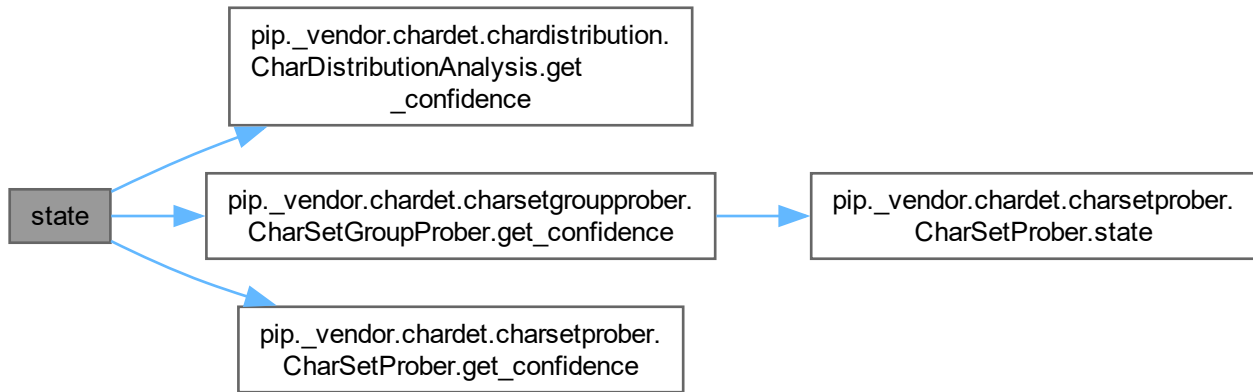 state
pip._vendor.chardet.chardistribution.
CharDistributionAnalysis.get
_confidence
pip._vendor.chardet.charsetgroupprober.
CharSetGroupProber.get_confidence
pip._vendor.chardet.charsetprober.
CharSetProber.state
pip._vendor.chardet.charsetprober.
CharSetProber.get_confidence